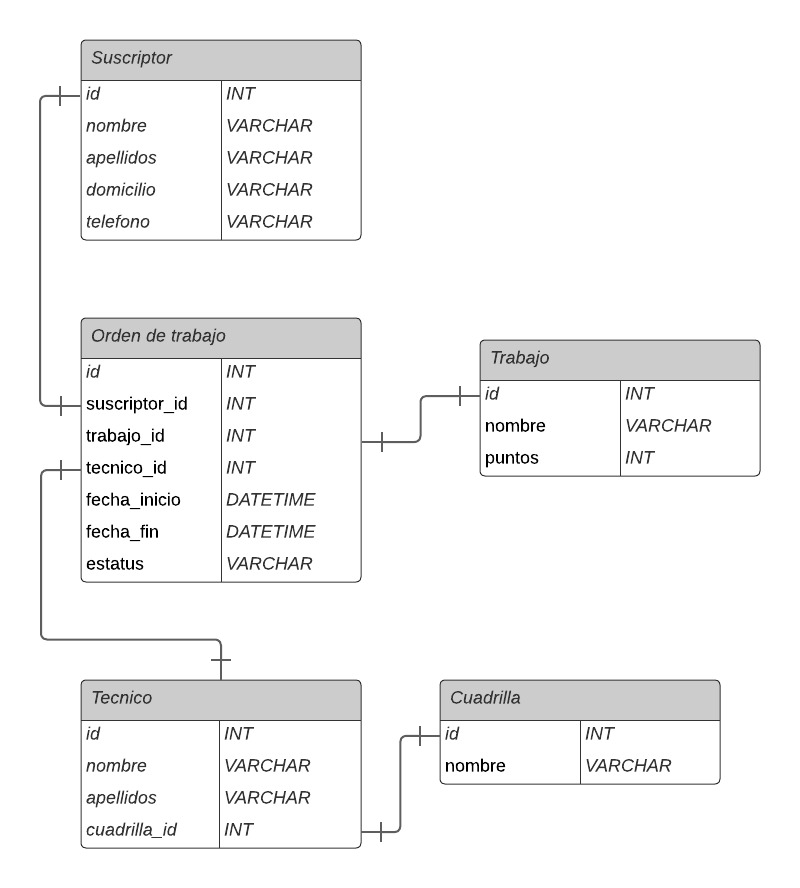 Suscriptor
id INT
nombre VARCHAR
apellidos VARCHAR
domicilio VARCHAR
telefono VARCHAR
Orden de trabajo
id INT
suscriptor_id INT
trabajo_id INT
tecnico_id INT
fecha_inicio DATETIME
fecha_fin DATETIME
estatus VARCHAR
Trabajo
id INT
nombre VARCHAR
puntos INT
Tecnico
id INT
nombre VARCHAR
apellidos VARCHAR
cuadrilla_id INT
Cuadrilla
id INT
nombre VARCHAR